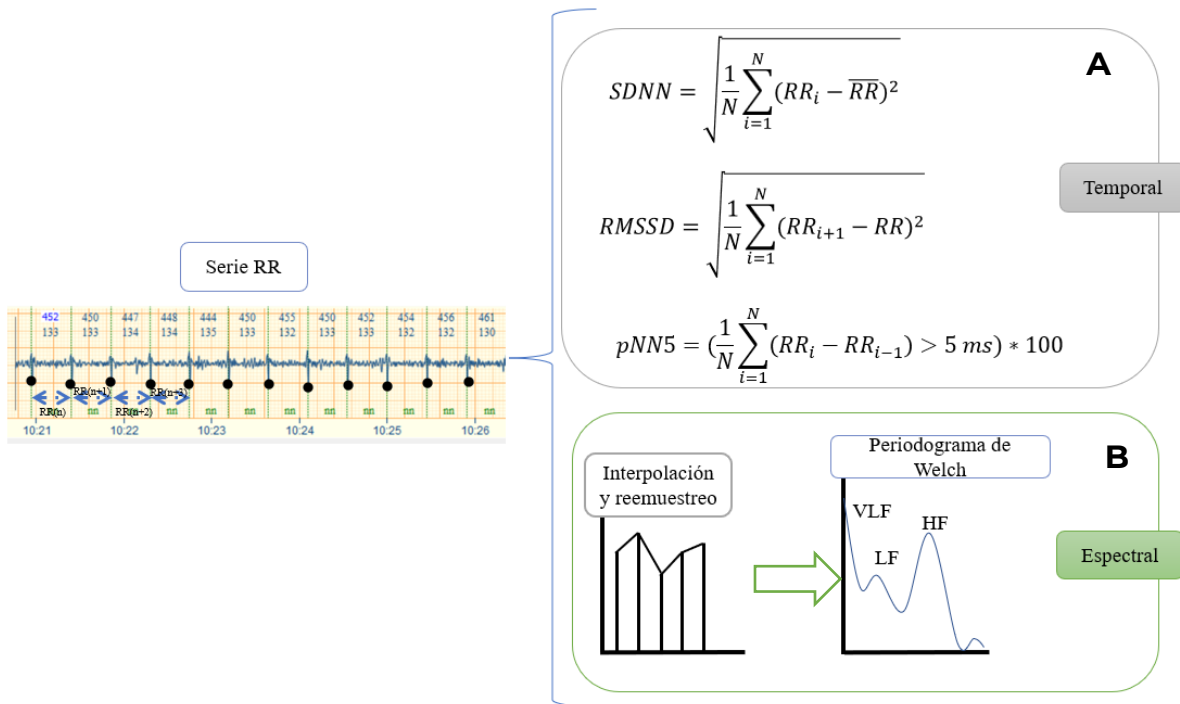 Serie RR
452 450 447 448 444 450 455 450 452 454 456 461
133 133 134 134 135 133 132 133 132 132 132 130
RR(n+1) RR(n+3)
RR(n) nn RR(n+2) nn nn nn nn nn nn nn nn
10:21 10:22 10:23 10:24 10:25 10:26
A
SDNN = √(1/N ∑_{i=1}^{N} (RR_i − \overline{RR})²)
RMSSD = √(1/N ∑_{i=1}^{N} (RR_{i+1} − RR)²)
pNN5 = (1/N ∑_{i=1}^{N} (RR_i − RR_{i−1}) > 5 ms) * 100
Temporal
B
Interpolación
y reemuestreo
Periodograma de
Welch
VLF
LF
HF
Espectral